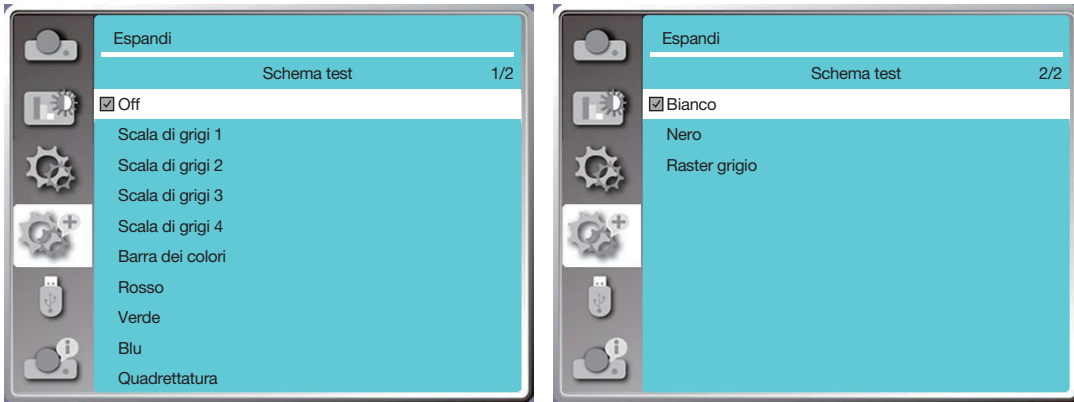 Espandi
Schema test 1/2
Off
Scala di grigi 1
Scala di grigi 2
Scala di grigi 3
Scala di grigi 4
Barra dei colori
Rosso
Verde
Blu
Quadrettatura
Espandi
Schema test 2/2
Bianco
Nero
Raster grigio